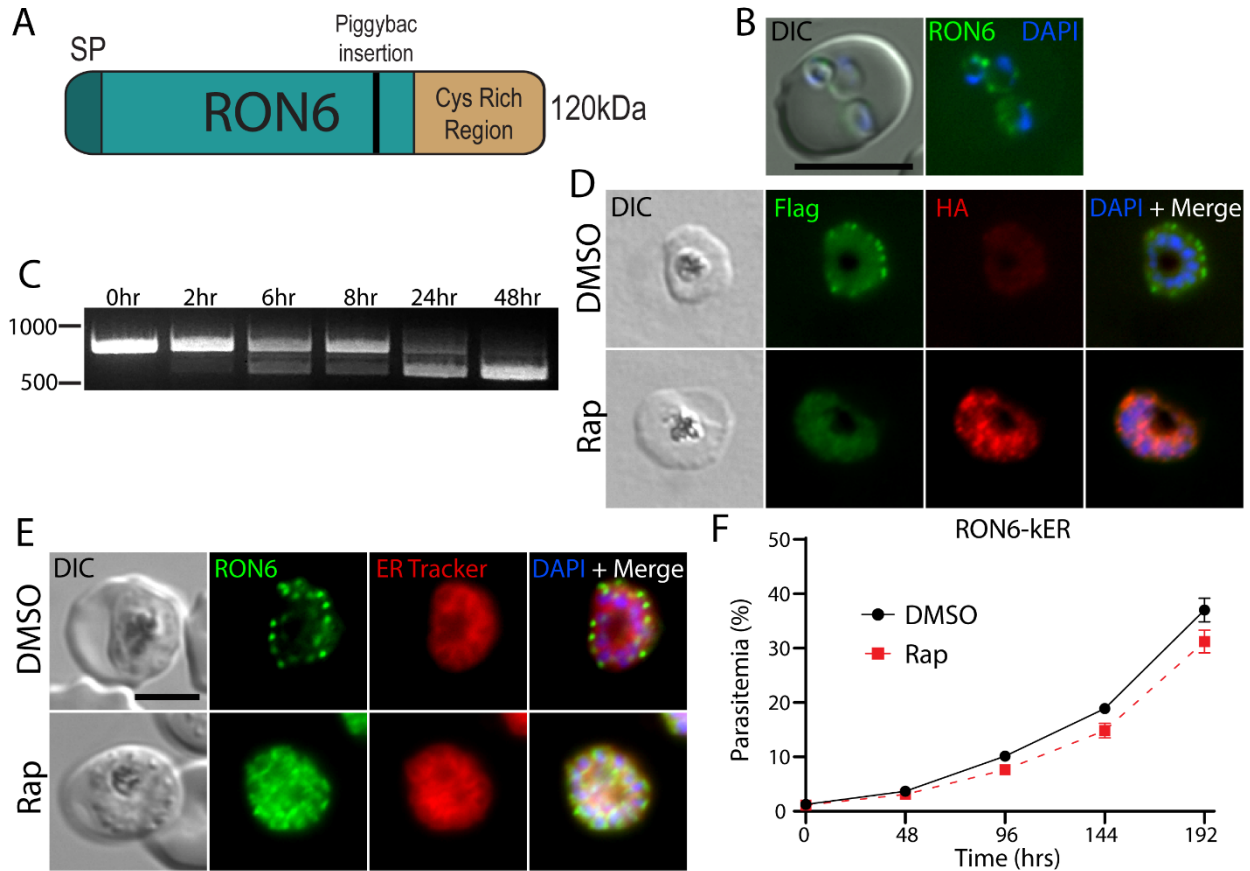 A
SP
Piggybac
insertion
RON6
Cys Rich
Region
120kDa
B
DIC
RON6
DAPI
C
0hr 2hr 6hr 8hr 24hr 48hr
1000
500
D
DIC
Flag
HA
DAPI + Merge
DMSO
Rap
E
DIC
RON6
ER Tracker
DAPI + Merge
DMSO
Rap
F
RON6-kER
DMSO
Rap
Parasitemia (%)
50
40
30
20
10
0
0 48 96 144 192
Time (hrs)